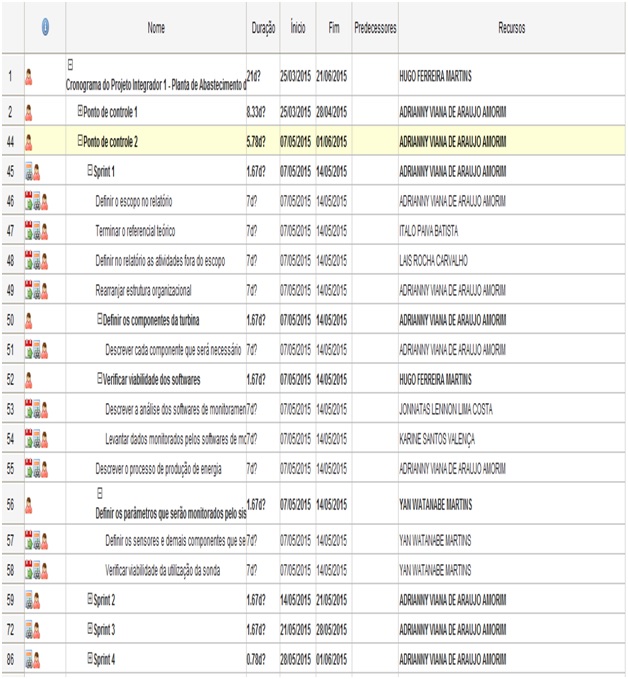 Nome Duração Ínicio Fim Predecessores Recursos
1 Cronograma do Projeto Integrador 1 - Planta de Abastecimento d 21d? 25/03/2015 21/06/2015 HUGO FERREIRA MARTINS
2 Ponto de controle 1 8.33d? 25/03/2015 28/04/2015 ADRIANNY VIANA DE ARAUJO AMORIM
44 Ponto de controle 2 5.78d? 07/05/2015 01/06/2015 ADRIANNY VIANA DE ARAUJO AMORIM
45 Sprint 1 1.67d? 07/05/2015 14/05/2015 ADRIANNY VIANA DE ARAUJO AMORIM
46 Definir o escopo no relatório 7d? 07/05/2015 14/05/2015 ADRIANNY VIANA DE ARAUJO AMORIM
47 Terminar o referencial teórico 7d? 07/05/2015 14/05/2015 ITALO PAIVA BATISTA
48 Definir no relatório as atividades fora do escopo 7d? 07/05/2015 14/05/2015 LAIS ROCHA CARVALHO
49 Rearranjar estrutura organizacional 7d? 07/05/2015 14/05/2015 ADRIANNY VIANA DE ARAUJO AMORIM
50 Definir os componentes da turbina 1.67d? 07/05/2015 14/05/2015 ADRIANNY VIANA DE ARAUJO AMORIM
51 Descrever cada componente que será necessário 7d? 07/05/2015 14/05/2015 ADRIANNY VIANA DE ARAUJO AMORIM
52 Verificar viabilidade dos softwares 1.67d? 07/05/2015 14/05/2015 HUGO FERREIRA MARTINS
53 Descrever a análise dos softwares de monitoramen 7d? 07/05/2015 14/05/2015 JONNATAS LENNON LIMA COSTA
54 Levantar dados monitorados pelos softwares de mo 7d? 07/05/2015 14/05/2015 KARINE SANTOS VALENÇA
55 Descrever o processo de produção de energia 7d? 07/05/2015 14/05/2015 ADRIANNY VIANA DE ARAUJO AMORIM
56 Definir os parâmetros que serão monitorados pelo sis 1.67d? 07/05/2015 14/05/2015 YAN WATANABE MARTINS
57 Definir os sensores e demais componentes que se 7d? 07/05/2015 14/05/2015 YAN WATANABE MARTINS
58 Verificar viabilidade da utilização da sonda 7d? 07/05/2015 14/05/2015 YAN WATANABE MARTINS
59 Sprint 2 1.67d? 14/05/2015 21/05/2015 ADRIANNY VIANA DE ARAUJO AMORIM
72 Sprint 3 1.67d? 21/05/2015 28/05/2015 ADRIANNY VIANA DE ARAUJO AMORIM
86 Sprint 4 0.78d? 28/05/2015 01/06/2015 ADRIANNY VIANA DE ARAUJO AMORIM